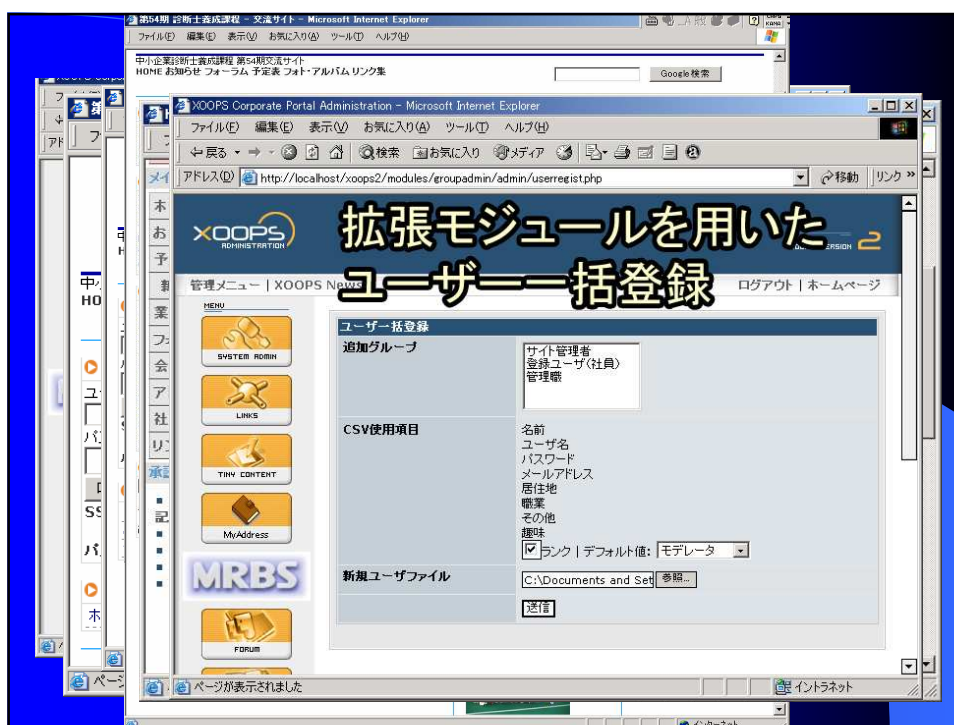 第54期 診断士養成課程 - 交流サイト - Microsoft Internet Explorer
ファイル(F) 編集(E) 表示(V) お気に入り(A) ツール(T) ヘルプ(H)
中小企業診断士養成課程 第54期交流サイト
HOME お知らせ フォーラム 予定表 フォト・アルバム リンク集
Google 検索
XOOPS Corporate Portal Administration - Microsoft Internet Explorer
ファイル(F) 編集(E) 表示(V) お気に入り(A) ツール(T) ヘルプ(H)
戻る 検索 お気に入り メディア
アドレス(D) http://localhost/xoops2/modules/groupadmin/admin/userregist.php 移動 リンク »
XOOPS
ADMINISTRATION
拡張モジュールを用いた
ユーザー一括登録
VERSION 2
管理メニュー | XOOPS News
ログアウト | ホームページ
MENU
SYSTEM ADMIN
LINKS
TINY CONTENT
MyAddress
MRBS
FORUM
ユーザ一括登録
追加グループ
サイト管理者
登録ユーザ(社員)
管理職
CSV使用項目
名前
ユーザ名
パスワード
メールアドレス
居住地
職業
その他
趣味
ランク | デフォルト値: モデレータ
新規ユーザファイル
C:\Documents and Set 参照...
送信
ページが表示されました
イントラネット